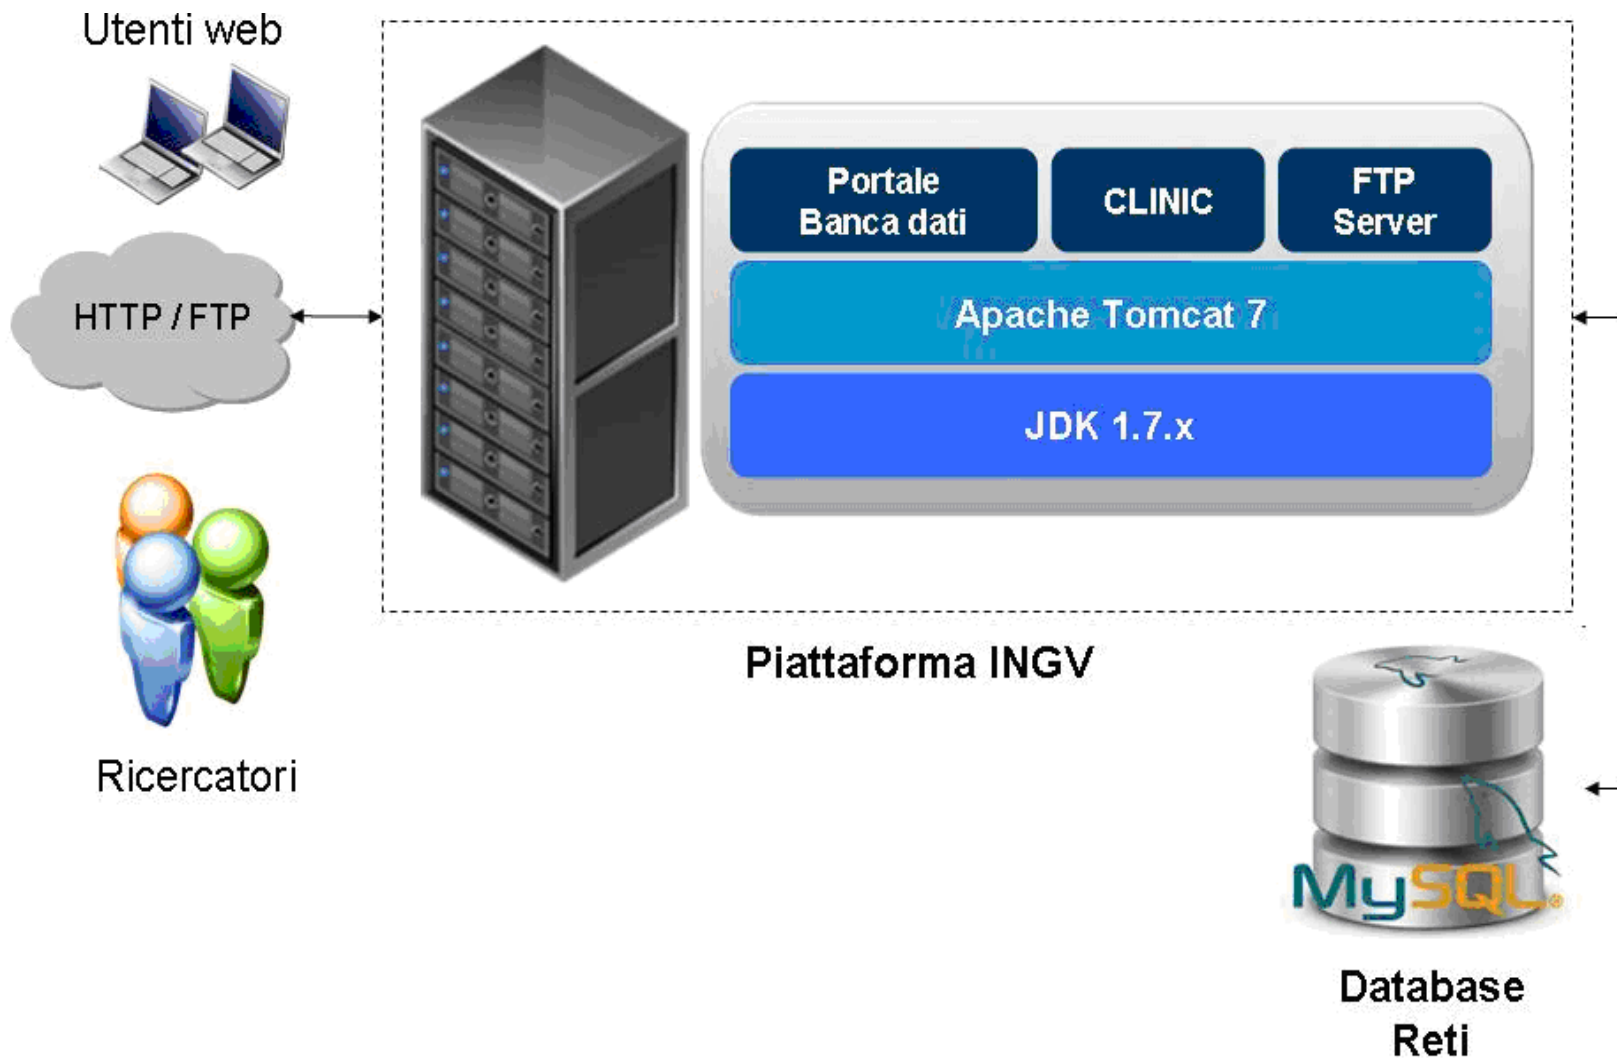 Utenti web
HTTP / FTP
Ricercatori
Portale
Banca dati
CLINIC
FTP
Server
Apache Tomcat 7
JDK 1.7.x
Piattaforma INGV
MySQL®
Database
Reti